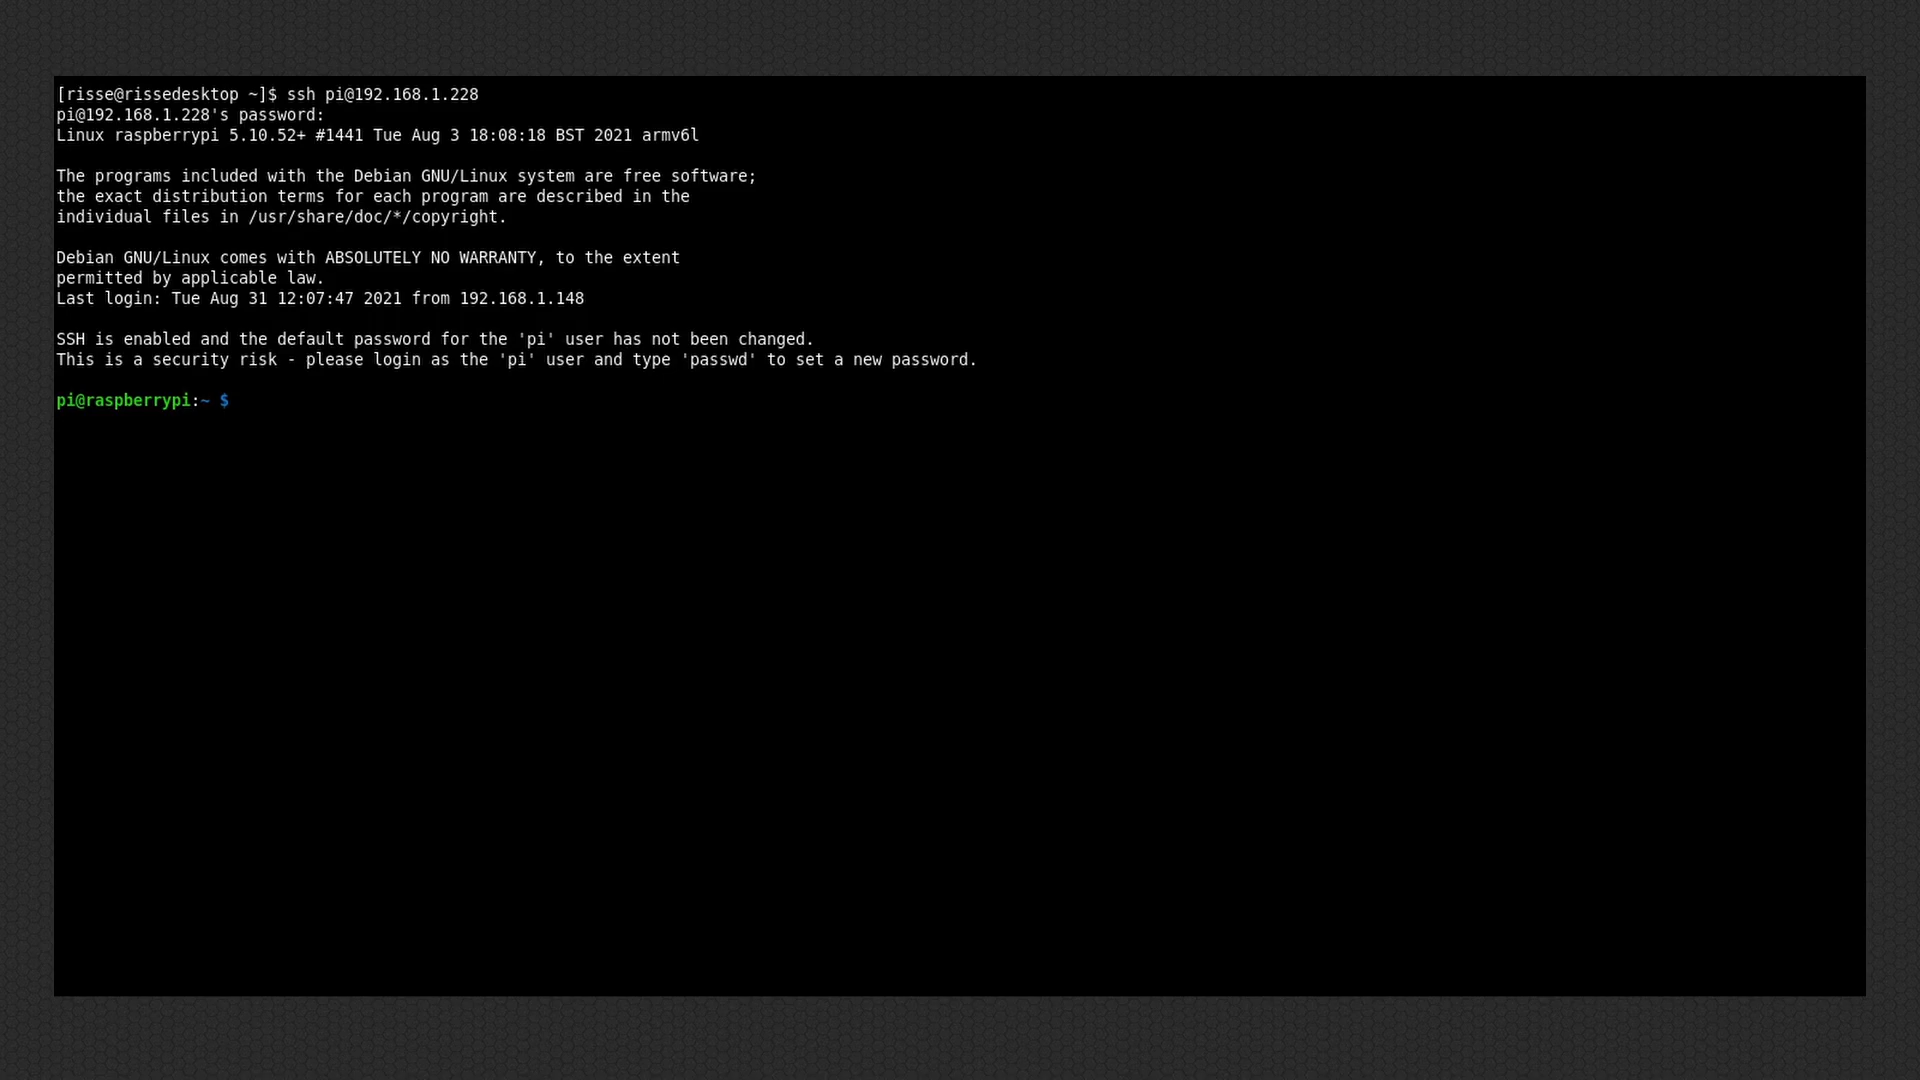 [risse@rissedesktop ~]$ ssh pi@192.168.1.228
pi@192.168.1.228's password:
Linux raspberrypi 5.10.52+ #1441 Tue Aug 3 18:08:18 BST 2021 armv6l
The programs included with the Debian GNU/Linux system are free software;
the exact distribution terms for each program are described in the
individual files in /usr/share/doc/*/copyright.
Debian GNU/Linux comes with ABSOLUTELY NO WARRANTY, to the extent
permitted by applicable law.
Last login: Tue Aug 31 12:07:47 2021 from 192.168.1.148
SSH is enabled and the default password for the 'pi' user has not been changed.
This is a security risk - please login as the 'pi' user and type 'passwd' to set a new password.
pi@raspberrypi:~ $